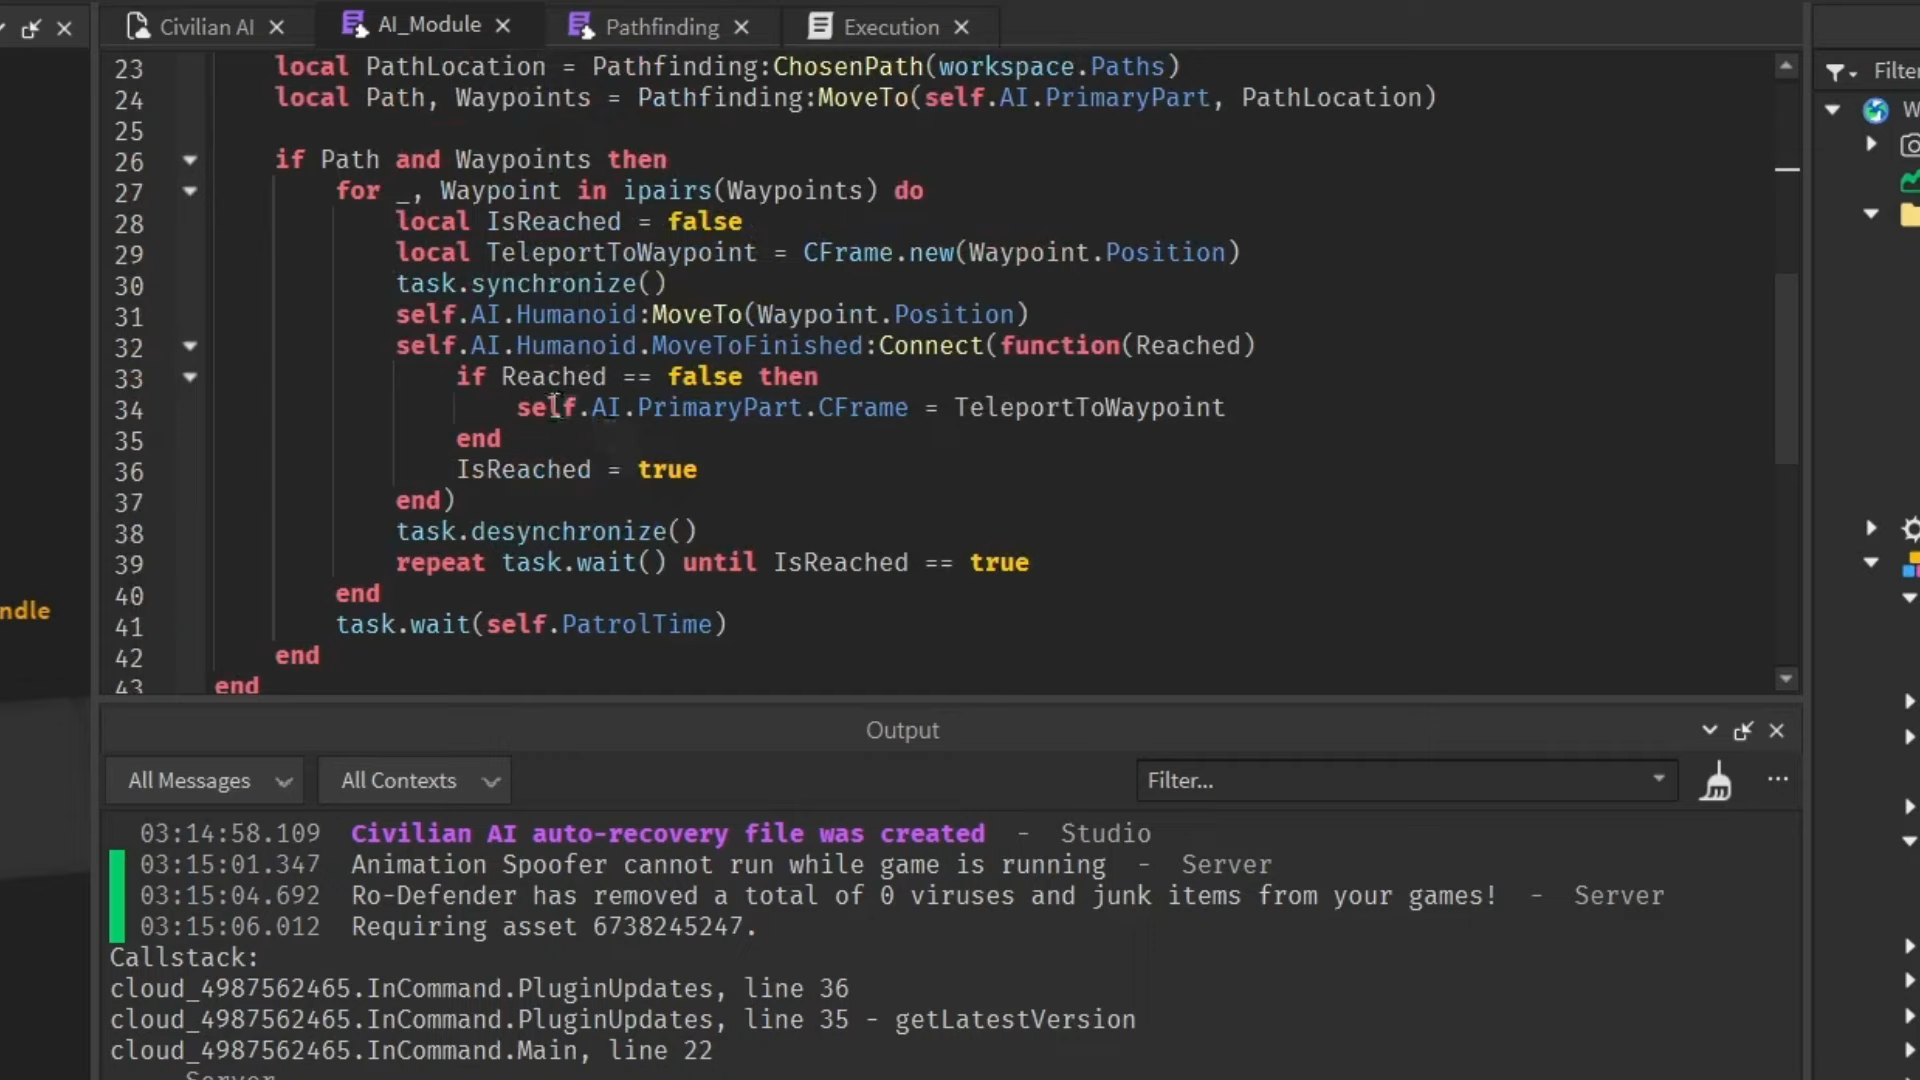 Civilian AI
AI_Module
Pathfinding
Execution
23 local PathLocation = Pathfinding:ChosenPath(workspace.Paths)
24 local Path, Waypoints = Pathfinding:MoveTo(self.AI.PrimaryPart, PathLocation)
25
26 if Path and Waypoints then
27 for _, Waypoint in ipairs(Waypoints) do
28 local IsReached = false
29 local TeleportToWaypoint = CFrame.new(Waypoint.Position)
30 task.synchronize()
31 self.AI.Humanoid:MoveTo(Waypoint.Position)
32 self.AI.Humanoid.MoveToFinished:Connect(function(Reached)
33 if Reached == false then
34 self.AI.PrimaryPart.CFrame = TeleportToWaypoint
35 end
36 IsReached = true
37 end)
38 task.desynchronize()
39 repeat task.wait() until IsReached == true
40 end
41 task.wait(self.PatrolTime)
42 end
43 end
ndle
Filter
W
Output
All Messages
All Contexts
Filter...
03:14:58.109 Civilian AI auto-recovery file was created - Studio
03:15:01.347 Animation Spoofer cannot run while game is running - Server
03:15:04.692 Ro-Defender has removed a total of 0 viruses and junk items from your games! - Server
03:15:06.012 Requiring asset 6738245247.
Callstack:
cloud_4987562465.InCommand.PluginUpdates, line 36
cloud_4987562465.InCommand.PluginUpdates, line 35 - getLatestVersion
cloud_4987562465.InCommand.Main, line 22
Server